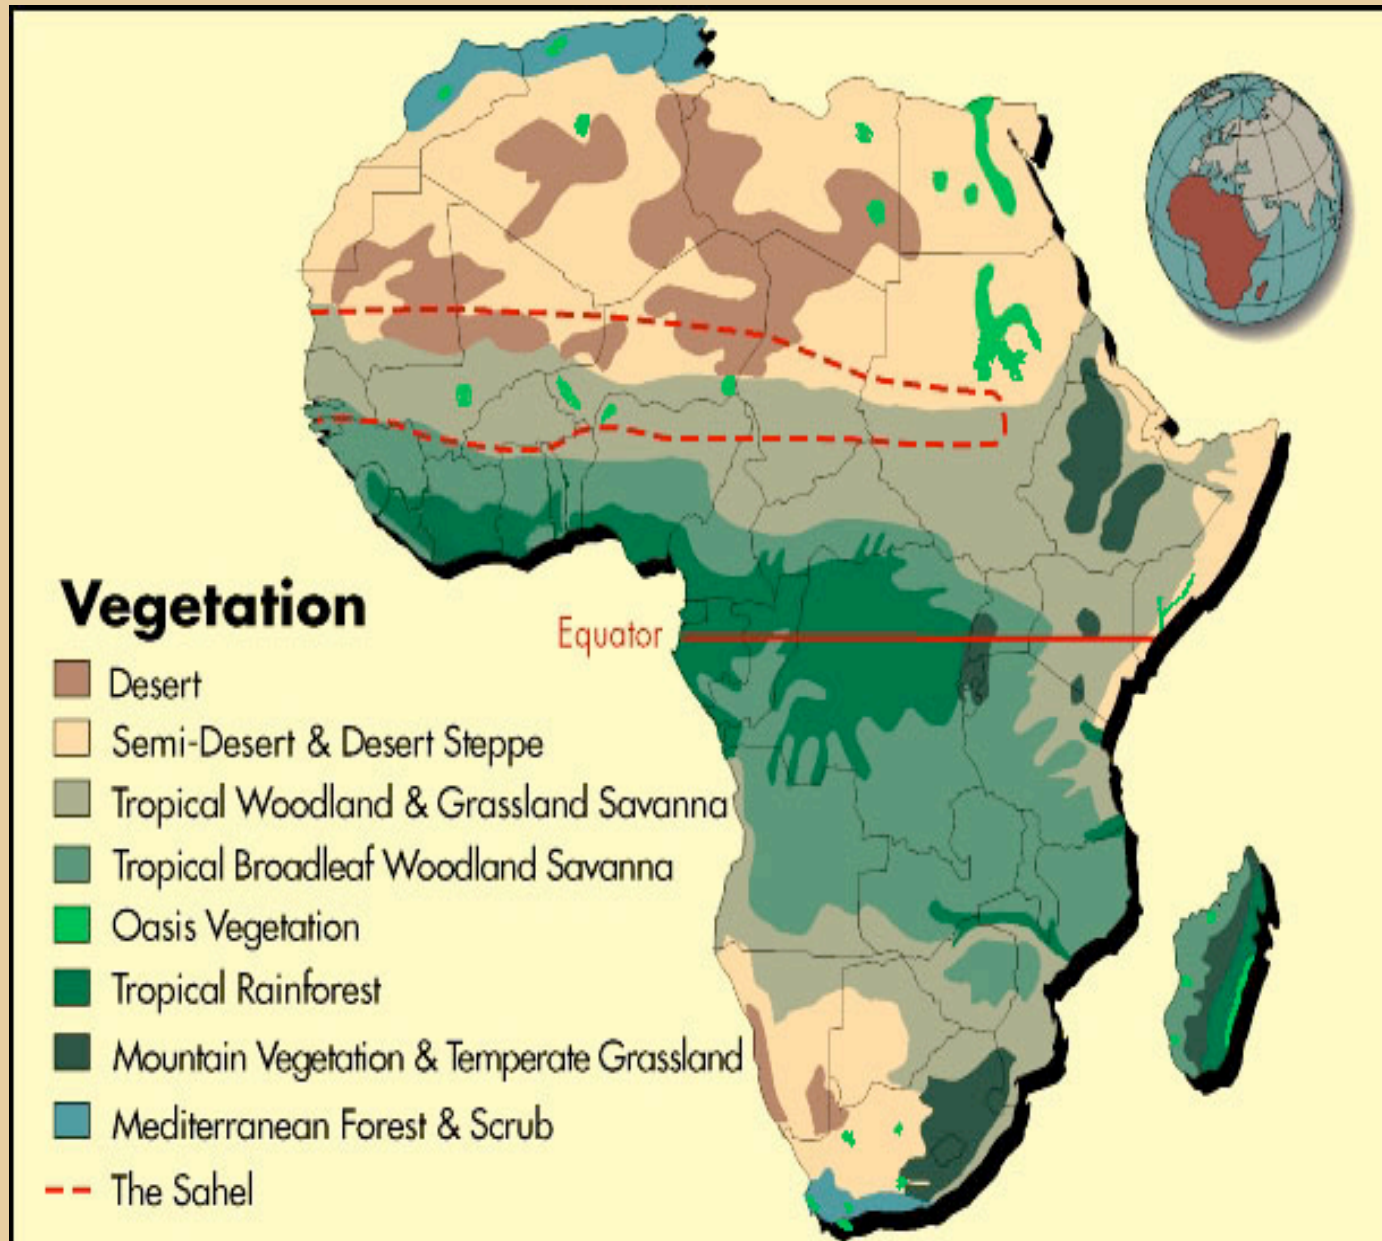 Equator
Vegetation
Desert
Semi-Desert & Desert Steppe
Tropical Woodland & Grassland Savanna
Tropical Broadleaf Woodland Savanna
Oasis Vegetation
Tropical Rainforest
Mountain Vegetation & Temperate Grassland
Mediterranean Forest & Scrub
The Sahel